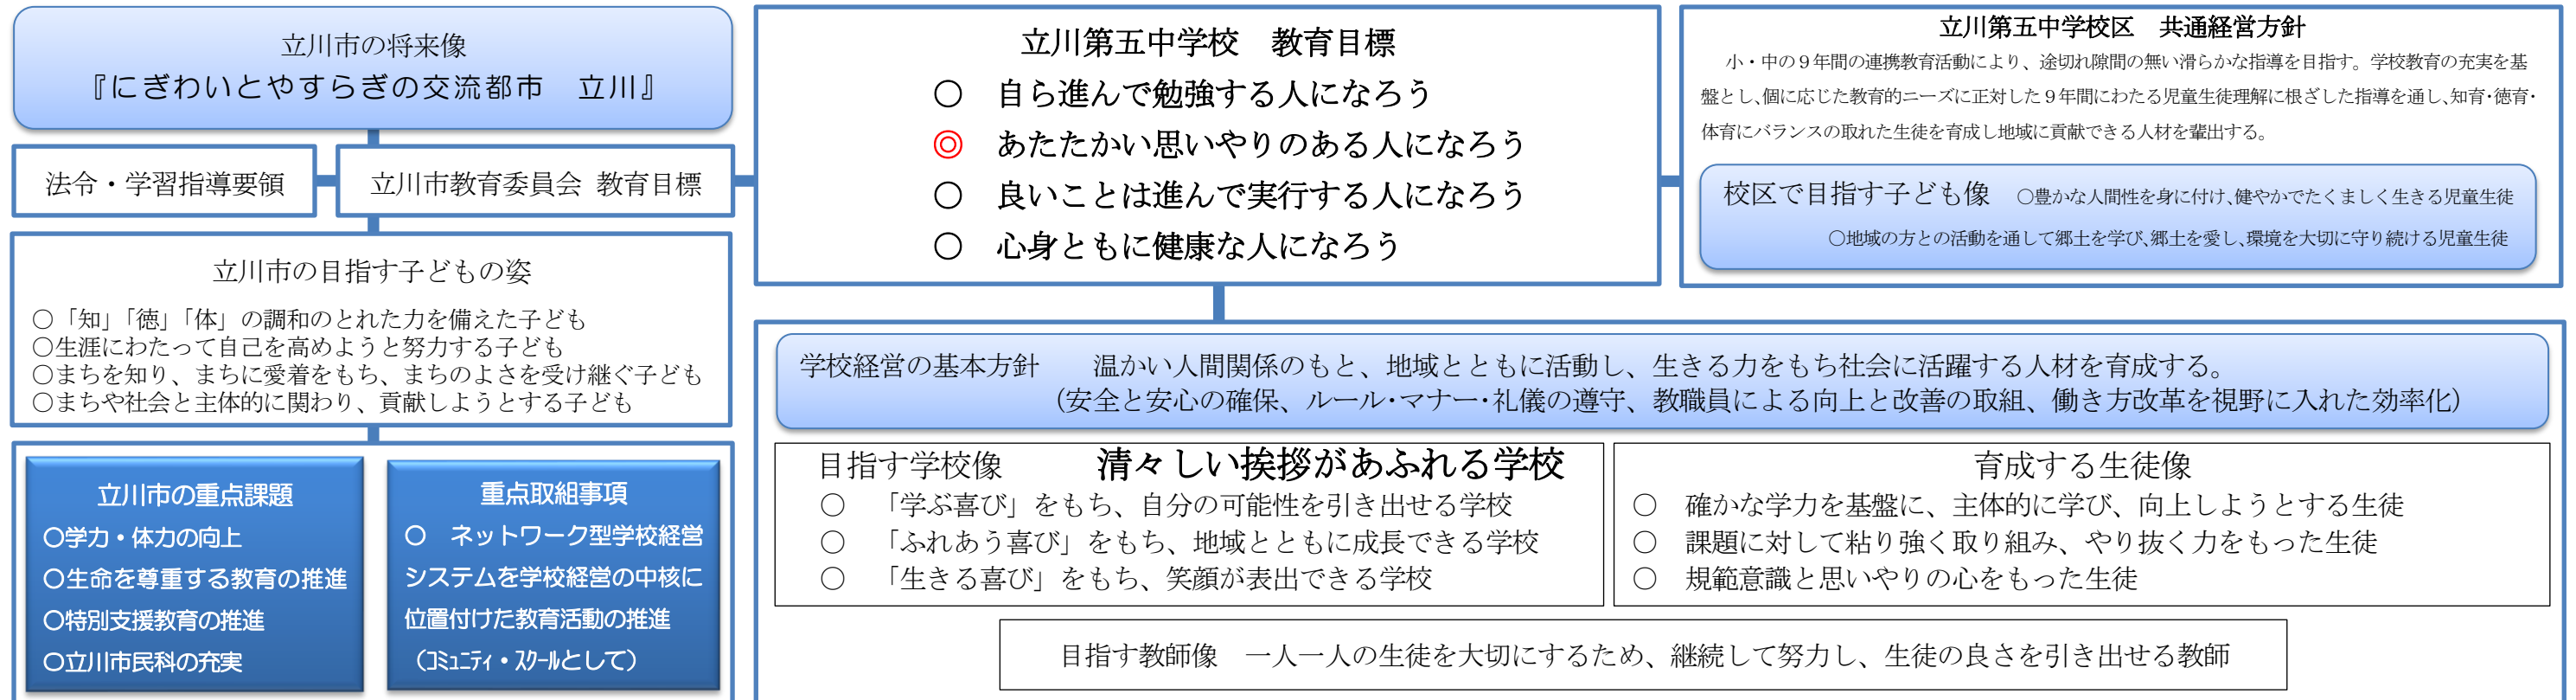 立川市の将来像
『にぎわいとやすらぎの交流都市　立川』
法令・学習指導要領
立川市教育委員会 教育目標
立川市の目指す子どもの姿
○「知」「徳」「体」の調和のとれた力を備えた子ども
○生涯にわたって自己を高めようと努力する子ども
○まちを知り、まちに愛着をもち、まちのよさを受け継ぐ子ども
○まちや社会と主体的に関わり、貢献しようとする子ども
立川市の重点課題
○学力・体力の向上
○生命を尊重する教育の推進
○特別支援教育の推進
○立川市民科の充実
重点取組事項
○　ネットワーク型学校経営
システムを学校経営の中核に
位置付けた教育活動の推進
（ｺﾐｭﾆﾃｨ・ｽｸｰﾙとして）
立川第五中学校　教育目標
○　自ら進んで勉強する人になろう
◎　あたたかい思いやりのある人になろう
○　良いことは進んで実行する人になろう
○　心身ともに健康な人になろう
立川第五中学校区　共通経営方針
小・中の９年間の連携教育活動により、途切れ隙間の無い滑らかな指導を目指す。学校教育の充実を基
盤とし、個に応じた教育的ニーズに正対した９年間にわたる児童生徒理解に根ざした指導を通し、知育・徳育・
体育にバランスの取れた生徒を育成し地域に貢献できる人材を輩出する。
校区で目指す子ども像　○豊かな人間性を身に付け、健やかでたくましく生きる児童生徒
○地域の方との活動を通して郷土を学び、郷土を愛し、環境を大切に守り続ける児童生徒
学校経営の基本方針　　温かい人間関係のもと、地域とともに活動し、生きる力をもち社会に活躍する人材を育成する。
（安全と安心の確保、ルール・マナー・礼儀の遵守、教職員による向上と改善の取組、働き方改革を視野に入れた効率化）
目指す学校像　　清々しい挨拶があふれる学校
○　「学ぶ喜び」をもち、自分の可能性を引き出せる学校
○　「ふれあう喜び」をもち、地域とともに成長できる学校
○　「生きる喜び」をもち、笑顔が表出できる学校
育成する生徒像
○　確かな学力を基盤に、主体的に学び、向上しようとする生徒
○　課題に対して粘り強く取り組み、やり抜く力をもった生徒
○　規範意識と思いやりの心をもった生徒
目指す教師像　一人一人の生徒を大切にするため、継続して努力し、生徒の良さを引き出せる教師